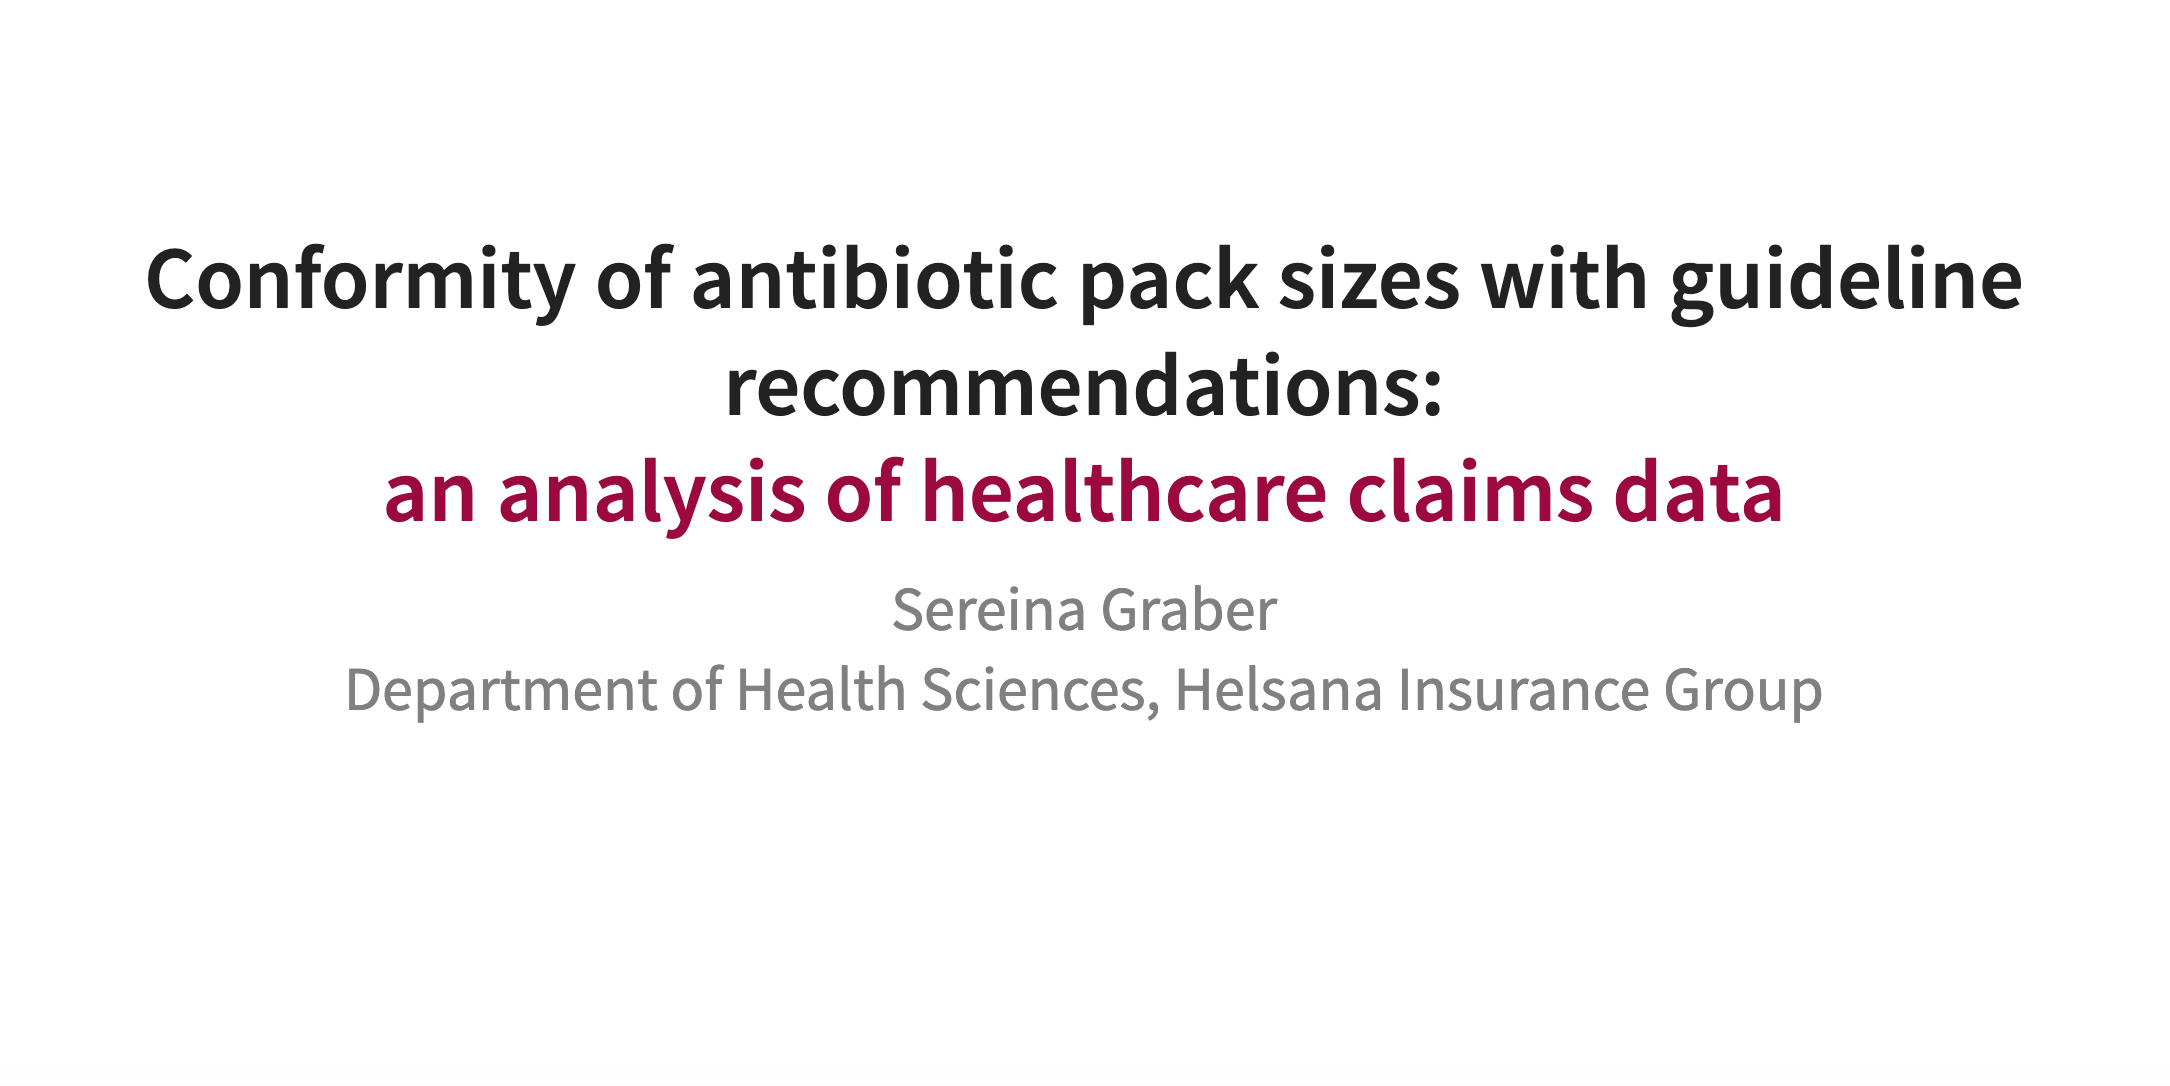 Conformity of antibiotic pack sizes with guideline
recommendations:
an analysis of healthcare claims data
Sereina Graber
Department of Health Sciences, Helsana Insurance Group